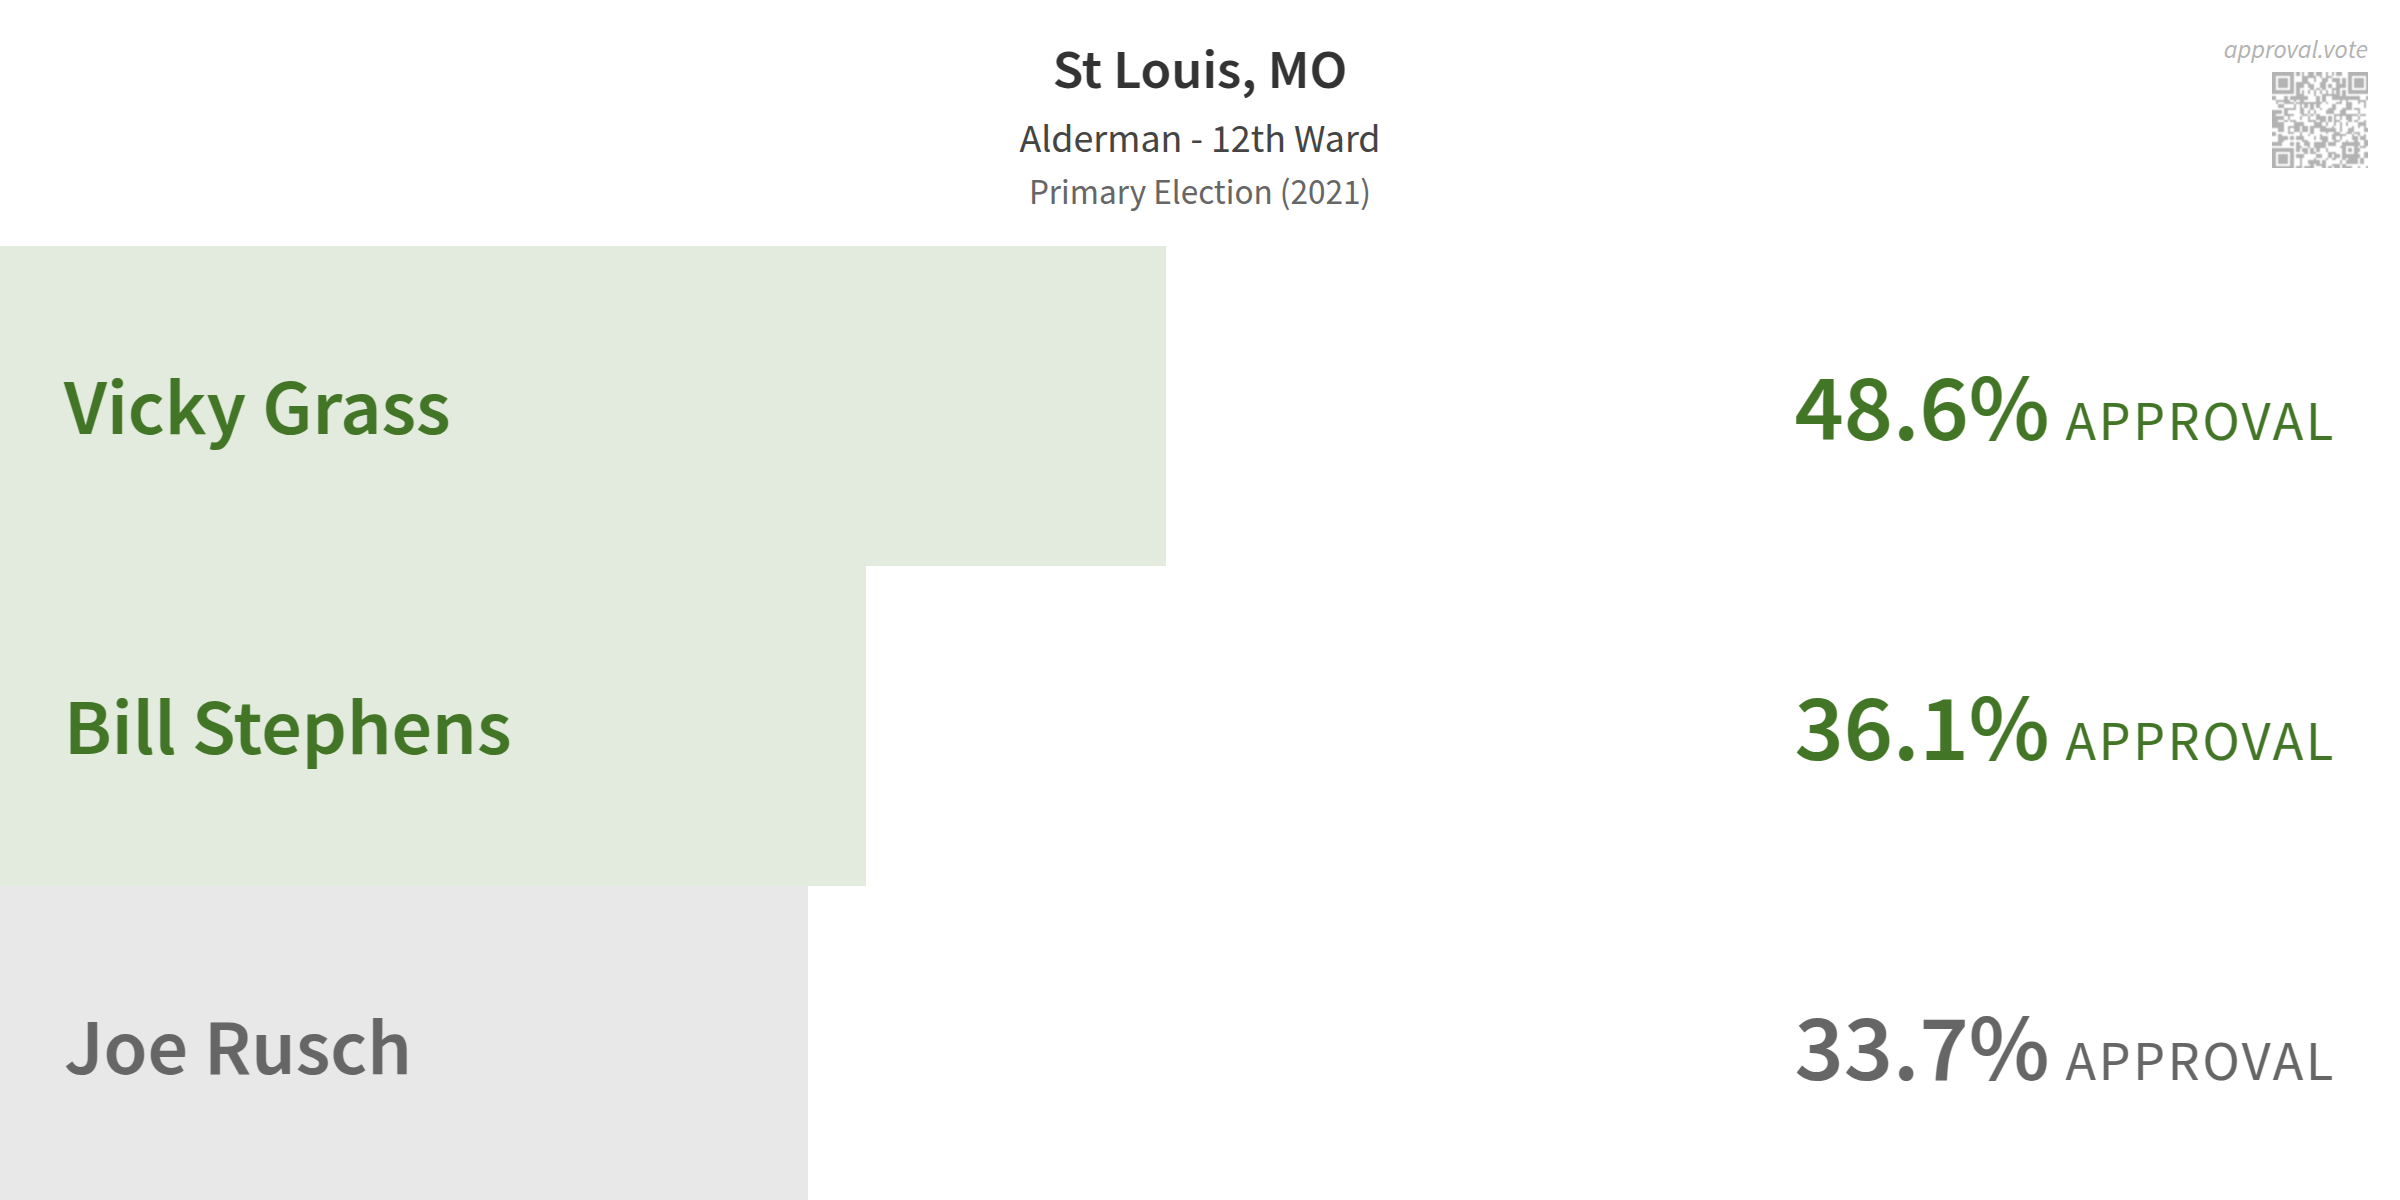 St Louis, MO
Alderman - 12th Ward
Primary Election (2021)
approval.vote
Vicky Grass 48.6% APPROVAL
Bill Stephens 36.1% APPROVAL
Joe Rusch 33.7% APPROVAL